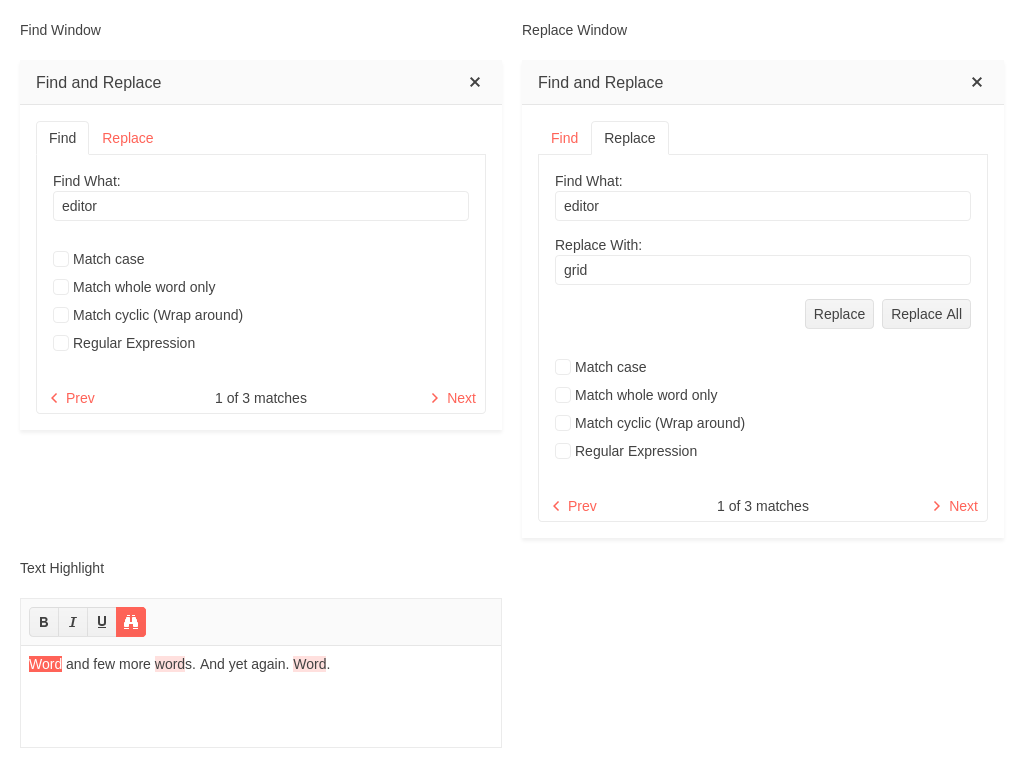 Find Window
Find and Replace
Find Replace
Find What:
editor
Match case
Match whole word only
Match cyclic (Wrap around)
Regular Expression
Prev 1 of 3 matches Next
Replace Window
Find and Replace
Find Replace
Find What:
editor
Replace With:
grid
Replace Replace All
Match case
Match whole word only
Match cyclic (Wrap around)
Regular Expression
Prev 1 of 3 matches Next
Text Highlight
B I U
Word and few more words. And yet again. Word.